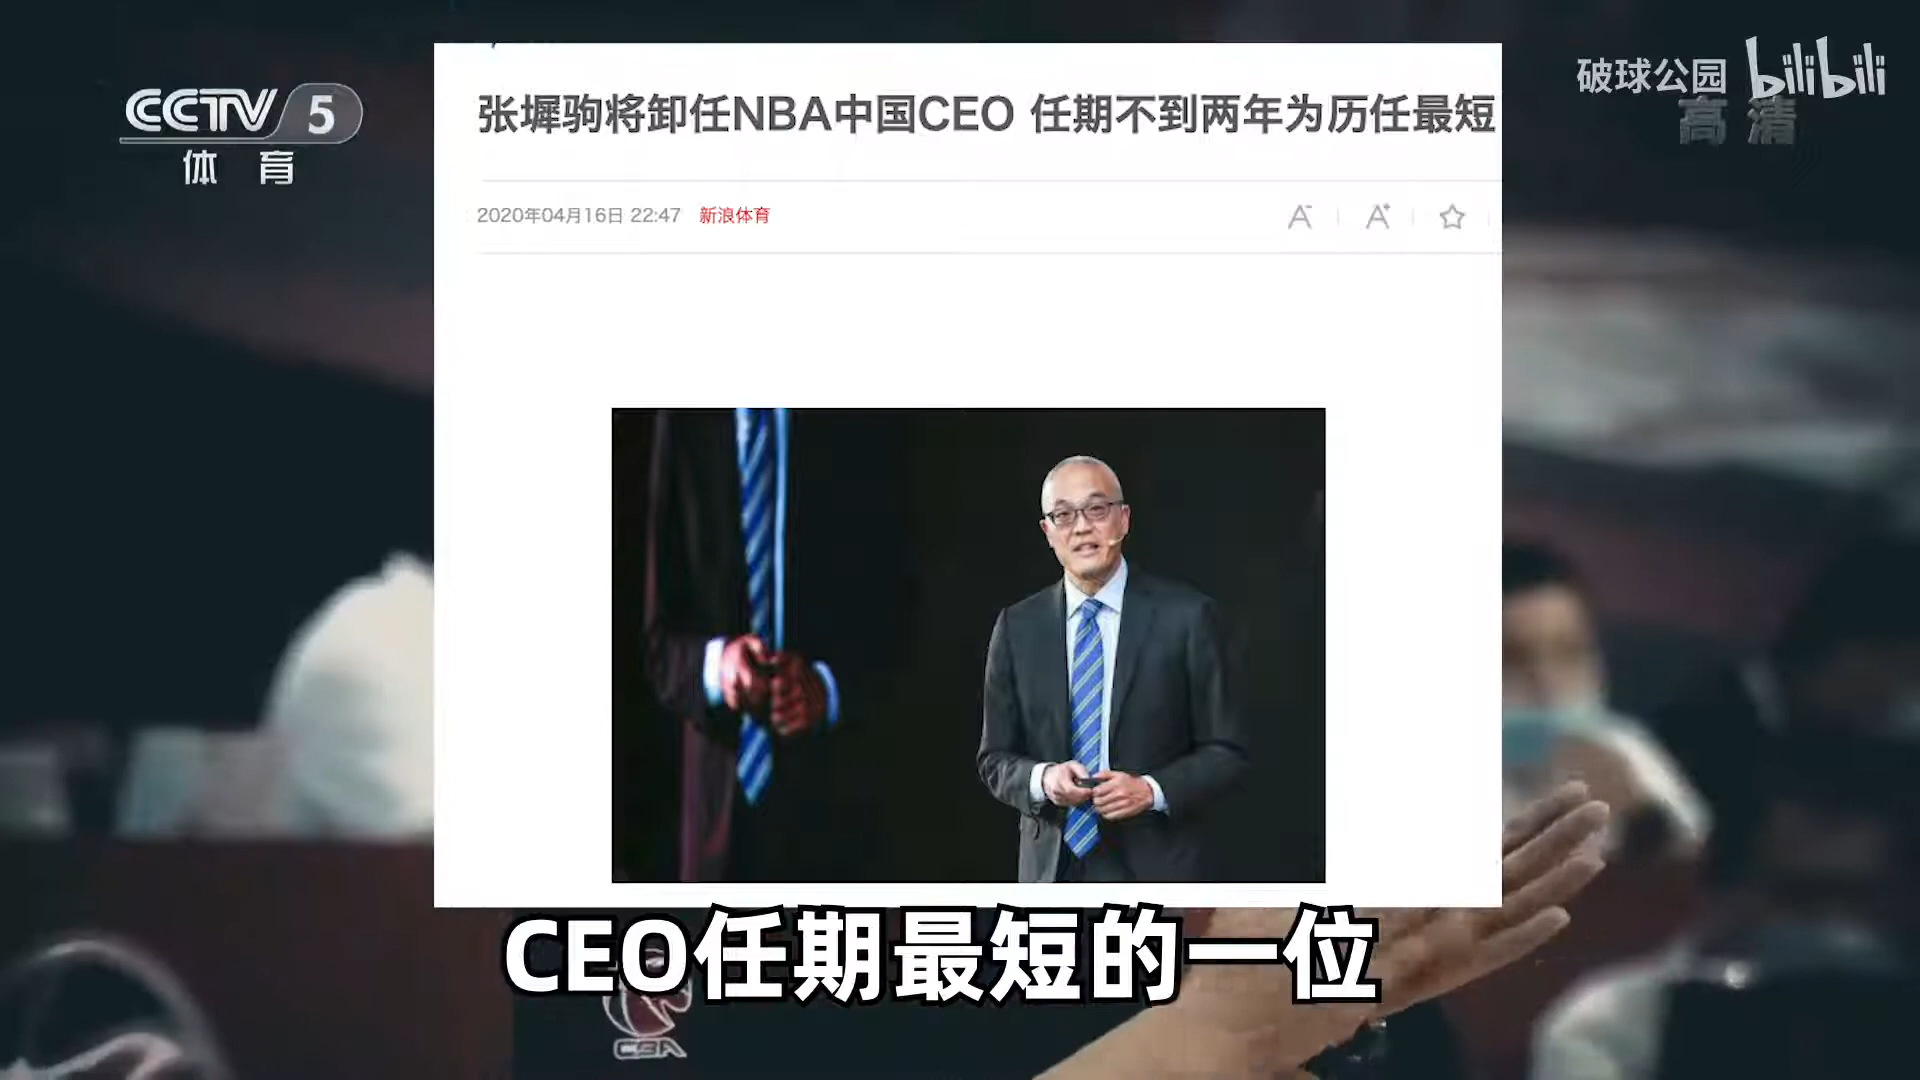 CCTV 5
体育
破球公园 bilibili
高清
张墀驹将卸任NBA中国CEO 任期不到两年为历任最短
2020年04月16日 22:47 新浪体育
A- A+
CEO任期最短的一位
CBA